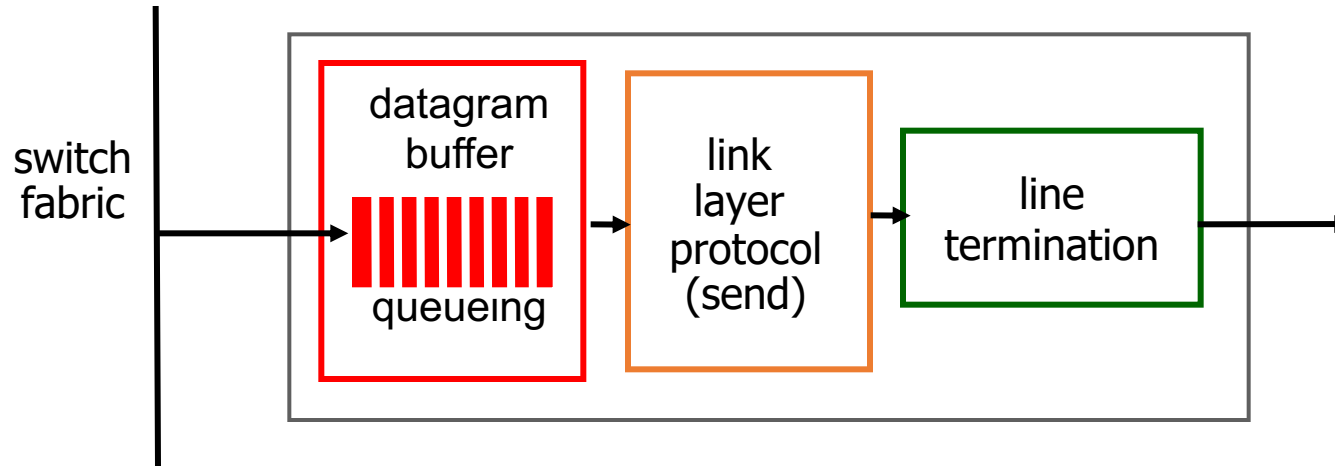 switch
fabric
datagram
buffer
queueing
link
layer
protocol
(send)
line
termination